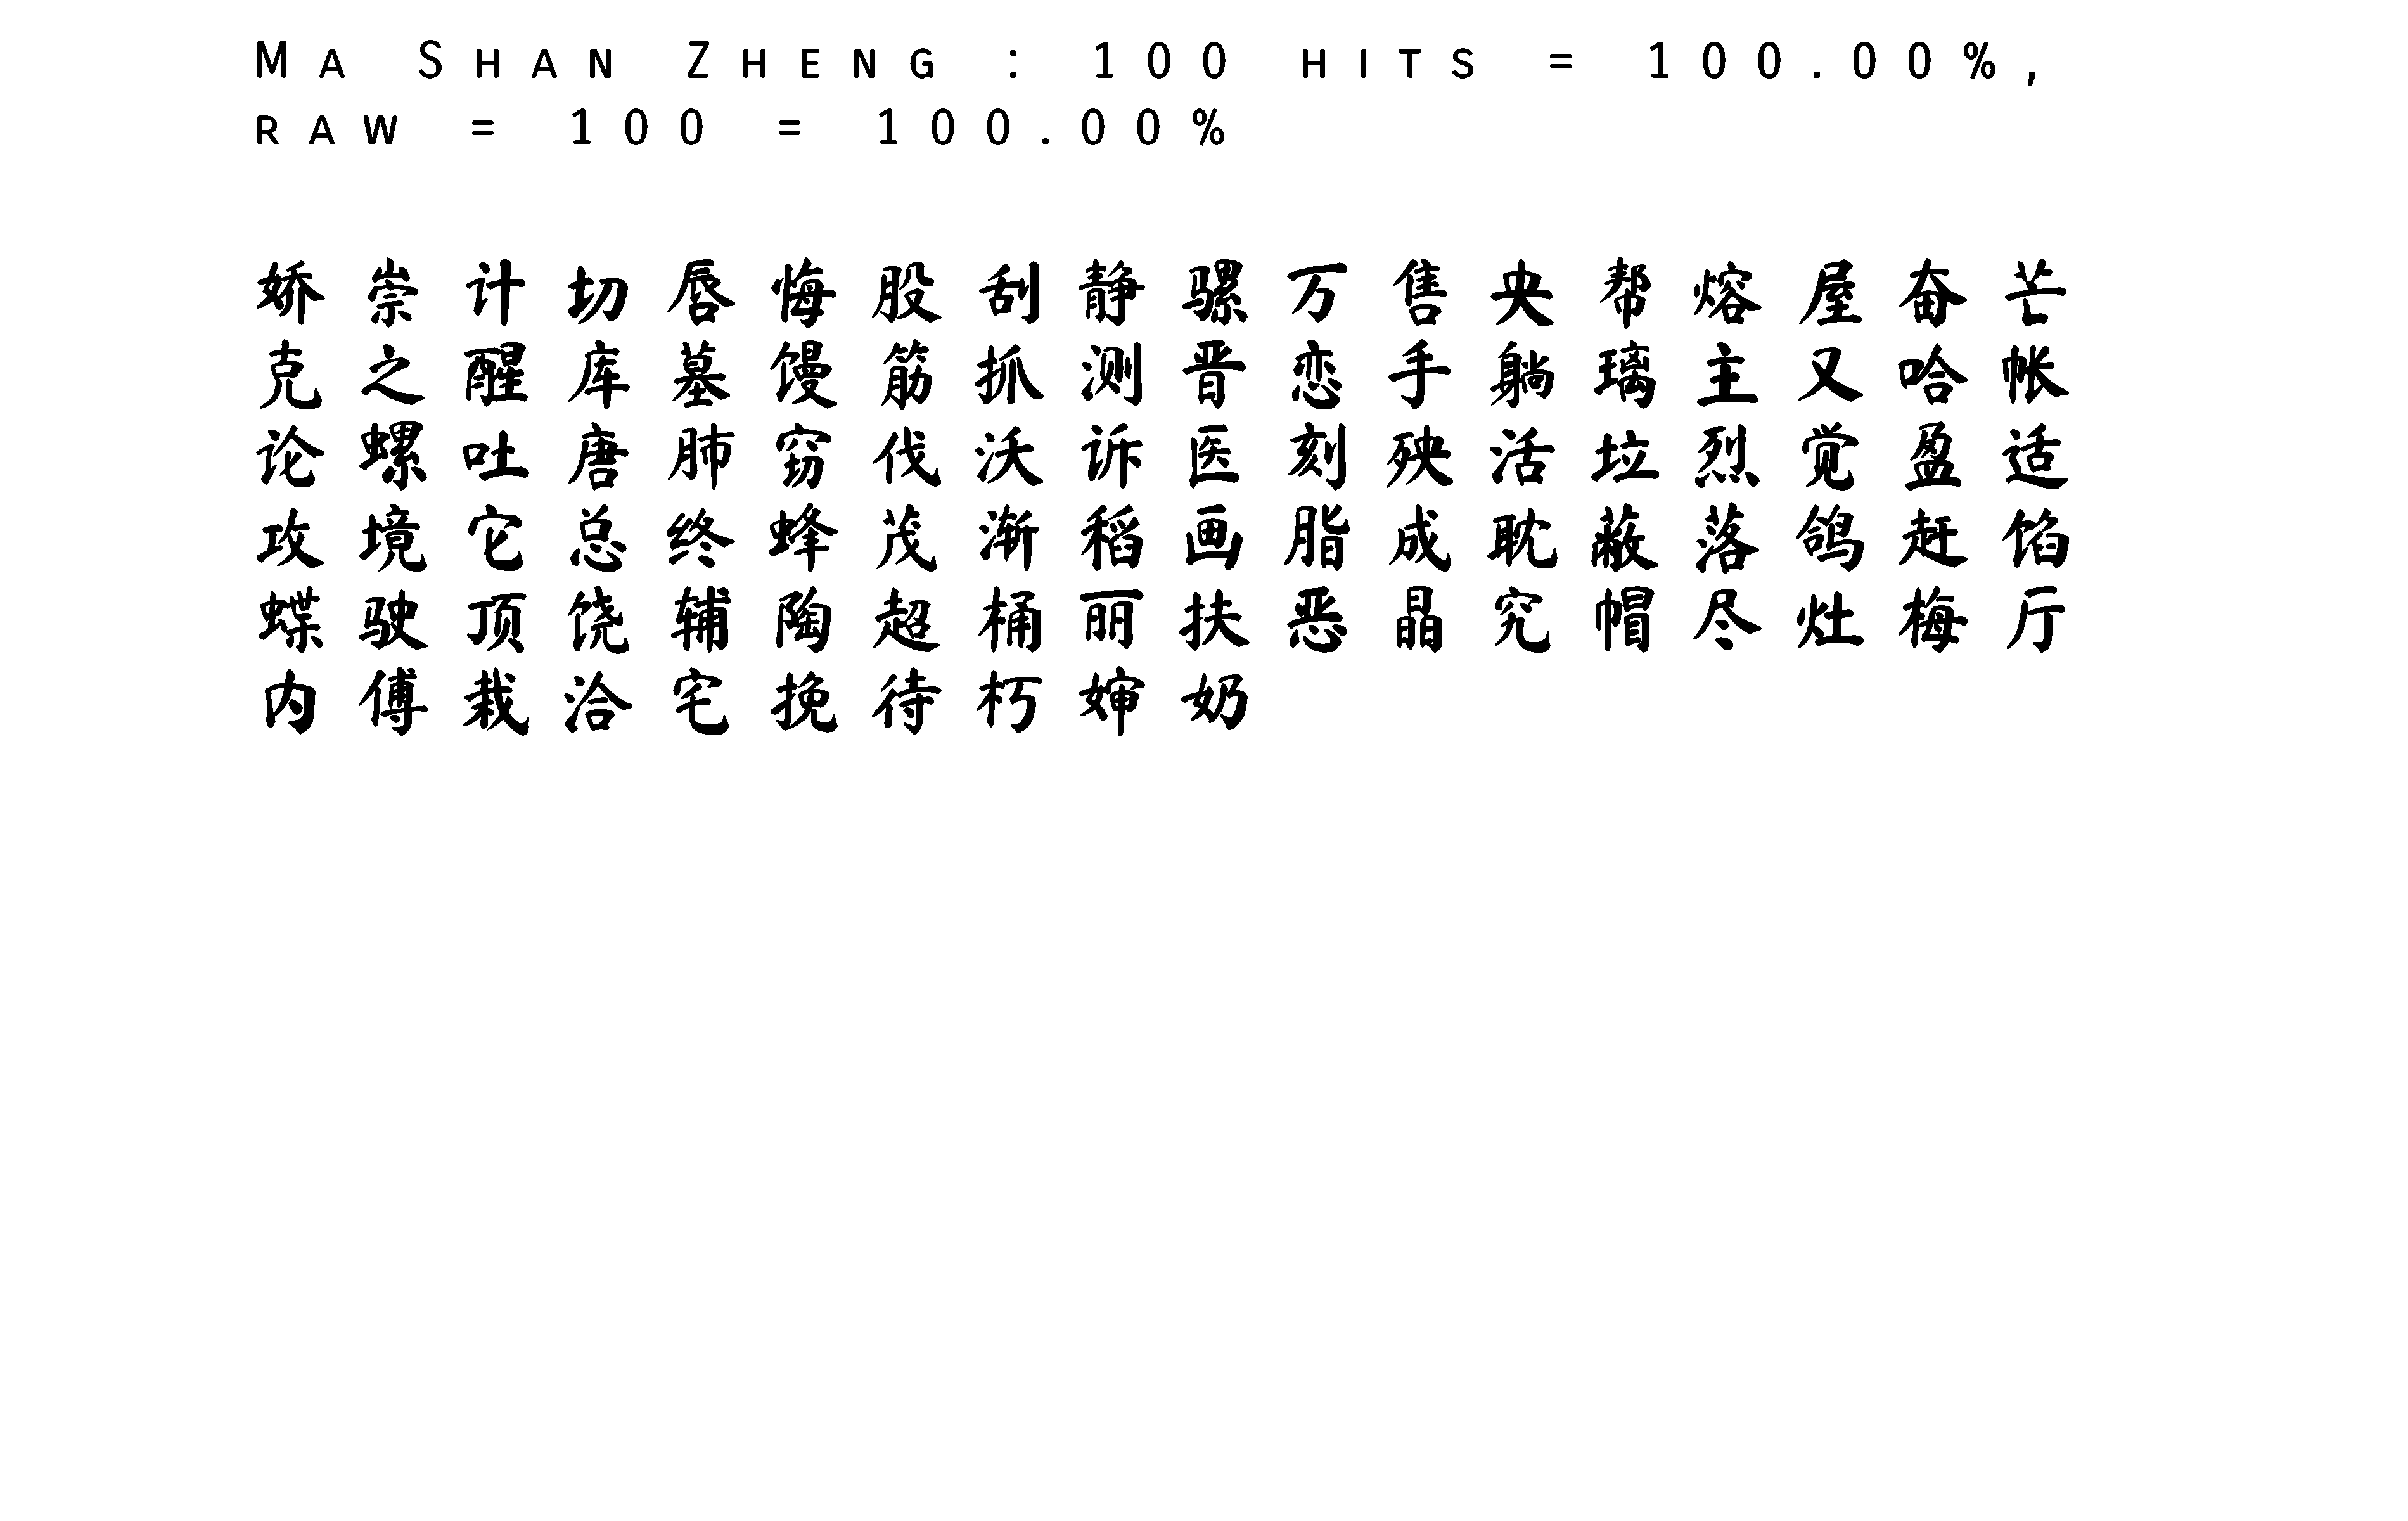 Ma Shan Zheng : 100 hits = 100.00%,
raw = 100 = 100.00%
娇崇计切唇悔股刮静骡万售央帮熔屋奋芒
克之醒库墓馒筋抓测晋恋手躺璃主又哈帐
论螺吐唐肺窃伐沃诉医刻殃活垃烈觉盈适
攻境它总终蜂茂渐稻画脂成耽蔽落鸽赶馅
蝶驶顶饶辅陶超桶丽扶恶晶究帽尽灶梅厅
内傅栽洽宅挽待朽婶奶